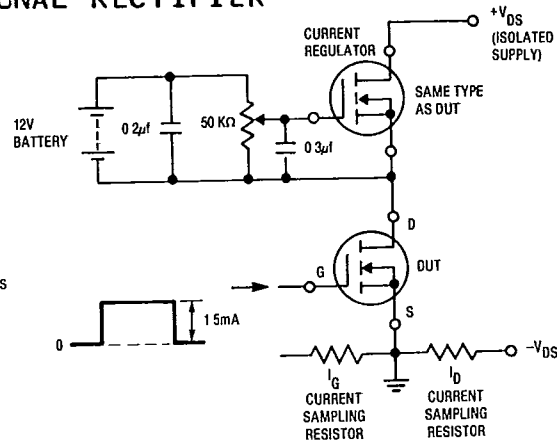 RECTIFIER
+VDS
(ISOLATED
SUPPLY)
CURRENT
REGULATOR
SAME TYPE
AS DUT
12V
BATTERY
0 2μf
50 KΩ
0 3μf
D
DUT
G
S
0
1 5mA
-VDS
IG
CURRENT
SAMPLING
RESISTOR
ID
CURRENT
SAMPLING
RESISTOR